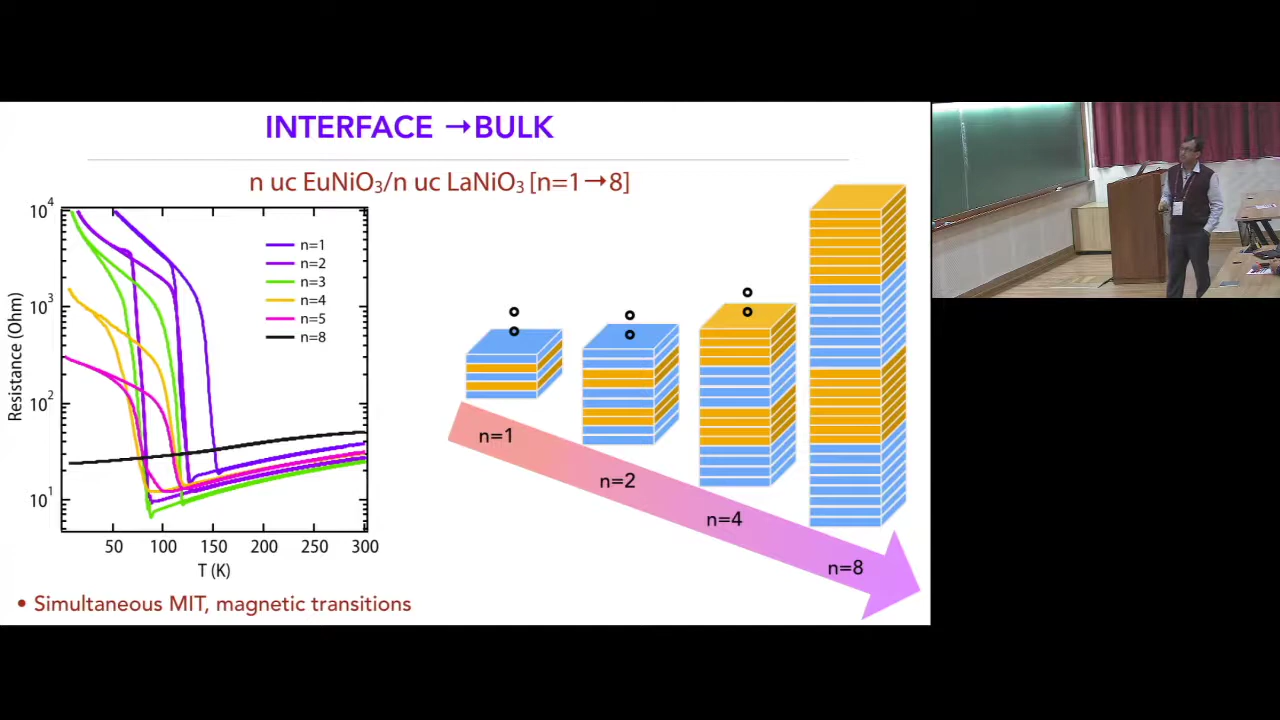 INTERFACE →BULK
n uc EuNiO₃/n uc LaNiO₃ [n=1→8]
10⁴
10³
10²
10¹
Resistance (Ohm)
n=1
n=2
n=3
n=4
n=5
n=8
50 100 150 200 250 300
T (K)
n=1
n=2
n=4
n=8
• Simultaneous MIT, magnetic transitions